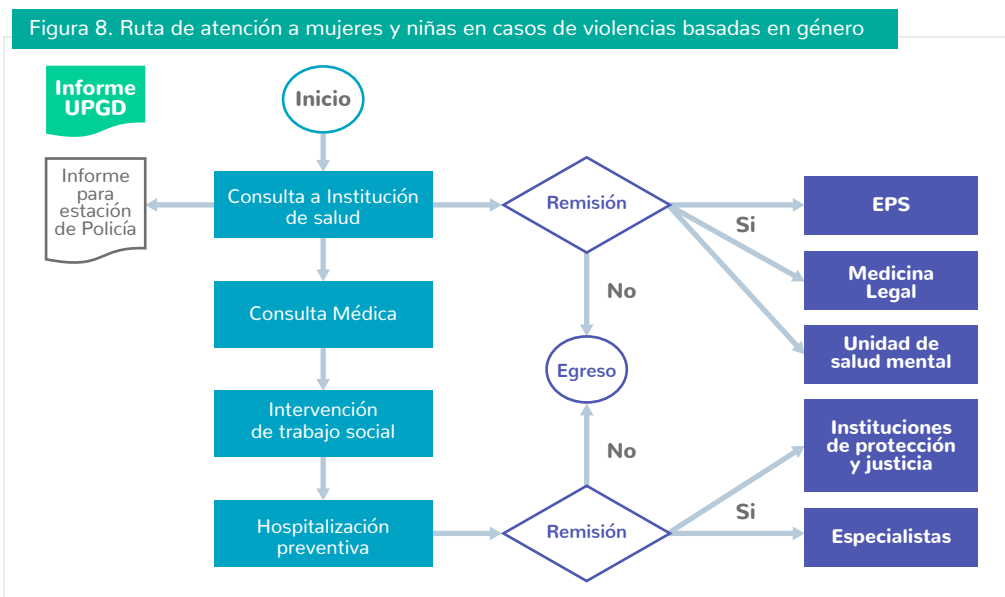 Figura 8. Ruta de atención a mujeres y niñas en casos de violencias basadas en género
Informe
UPGD
Inicio
Informe
para
estación
de Policía
Consulta a Institución
de salud
Remisión
EPS
Si
Medicina
Legal
No
Consulta Médica
Unidad de
salud mental
Egreso
Intervención
de trabajo social
Instituciones
de protección
y justicia
No
Si
Hospitalización
preventiva
Remisión
Especialistas